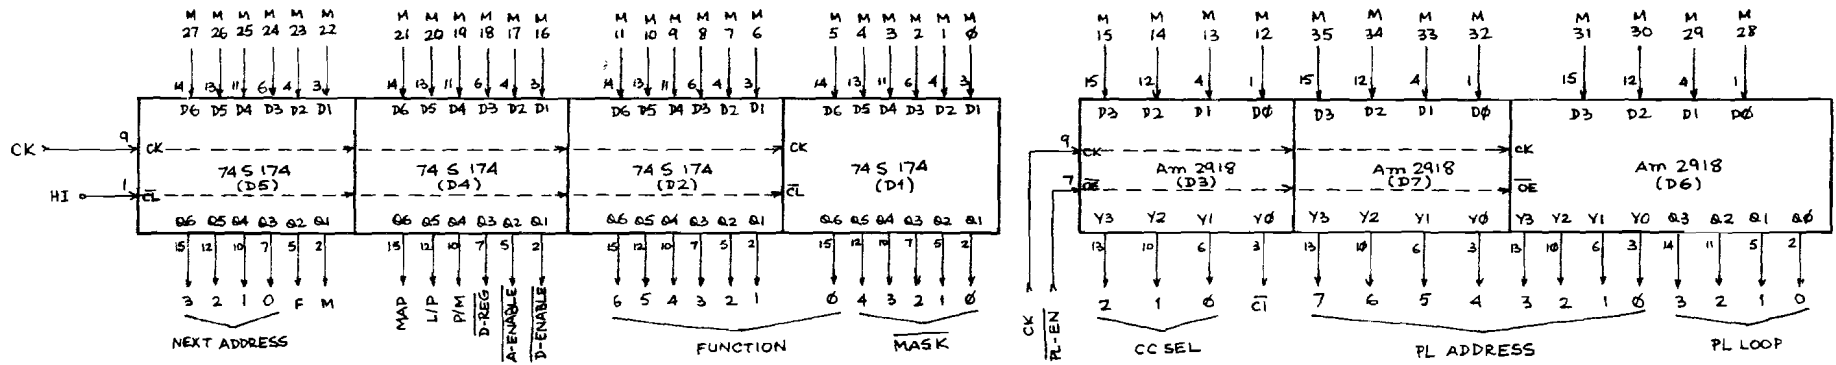 M M M M M M M M M M M M M M M M M M M M M M M M M M M M M M M M M M M M
27 26 25 24 23 22 21 20 19 18 17 16 11 10 9 8 7 6 5 4 3 2 1 Ø 15 14 13 12 35 34 33 32 31 30 29 28
14 13 11 6 4 3 14 13 11 6 4 3 14 13 11 6 4 3 14 13 11 6 4 3 15 12 4 1 15 12 4 1 15 12 4 1
D6 D5 D4 D3 D2 D1 D6 D5 D4 D3 D2 D1 D6 D5 D4 D3 D2 D1 D6 D5 D4 D3 D2 D1 D3 D2 D1 DØ D3 D2 D1 DØ D3 D2 D1 DØ
CK 9 CK CK 9 CK CK
74S174 74S174 74S174 74S174 Am 2918 Am 2918 Am 2918
(D5) (D4) (D2) (D1) (D3) (D7) (D6)
HI 1 CL CL 7 OE OE
Q6 Q5 Q4 Q3 Q2 Q1 Q6 Q5 Q4 Q3 Q2 Q1 Q6 Q5 Q4 Q3 Q2 Q1 Q6 Q5 Q4 Q3 Q2 Q1 Y3 Y2 Y1 YØ Y3 Y2 Y1 YØ Y3 Y2 Y1 YO Q3 Q2 Q1 QØ
15 12 10 7 5 2 15 12 10 7 5 2 15 12 10 7 5 2 15 12 10 7 5 2 13 10 6 3 13 10 6 3 13 10 6 3 14 11 5 2
3 2 1 0 F M MAP L/P P/M D-REG A-ENABLE D-ENABLE 6 5 4 3 2 1 Ø 4 3 2 1 Ø CK PL-EN 2 1 Ø CI 7 6 5 4 3 2 1 Ø 3 2 1 0
NEXT ADDRESS FUNCTION MASK CC SEL PL ADDRESS PL LOOP